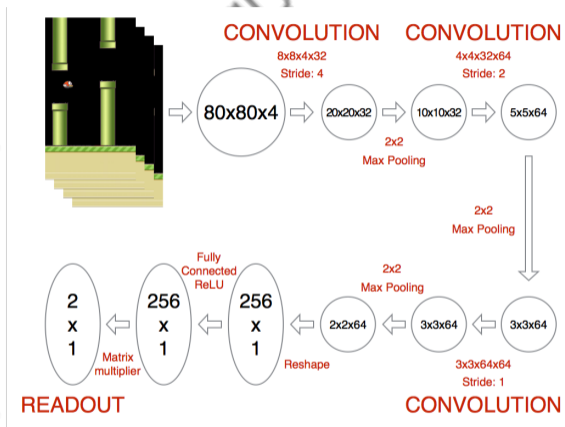 CONVOLUTION
8x8x4x32
Stride: 4
CONVOLUTION
4x4x32x64
Stride: 2
80x80x4
20x20x32
10x10x32
5x5x64
2x2
Max Pooling
2x2
Max Pooling
3x3x64
3x3x64x64
Stride: 1
CONVOLUTION
3x3x64
2x2
Max Pooling
2x2x64
Reshape
256
x
1
Fully
Connected
ReLU
256
x
1
Matrix
multiplier
2
x
1
READOUT